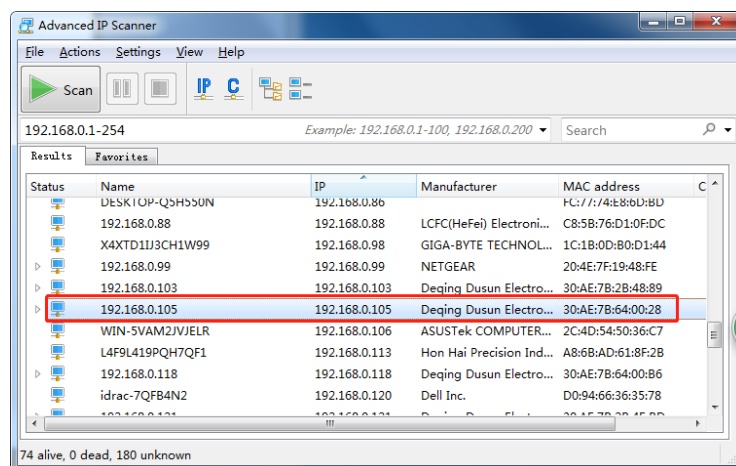 Advanced IP Scanner
File Actions Settings View Help
Scan IP C
192.168.0.1-254 Example: 192.168.0.1-100, 192.168.0.200 Search
Results Favorites
Status Name IP Manufacturer MAC address C
DESKTOP-Q5H550N 192.168.0.86 FC:77:74:E8:6D:BD
192.168.0.88 192.168.0.88 LCFC(HeFei) Electroni... C8:5B:76:D1:0F:DC
X4XTD1IJ3CH1W99 192.168.0.98 GIGA-BYTE TECHNOL... 1C:1B:0D:B0:D1:44
192.168.0.99 192.168.0.99 NETGEAR 20:4E:7F:19:48:FE
192.168.0.103 192.168.0.103 Deqing Dusun Electro... 30:AE:7B:2B:48:89
192.168.0.105 192.168.0.105 Deqing Dusun Electro... 30:AE:7B:64:00:28
WIN-5VAM2JVJELR 192.168.0.106 ASUSTek COMPUTER... 2C:4D:54:50:36:C7
L4F9L419PQH7QF1 192.168.0.113 Hon Hai Precision Ind... A8:6B:AD:61:8F:2B
192.168.0.118 192.168.0.118 Deqing Dusun Electro... 30:AE:7B:64:00:B6
idrac-7QFB4N2 192.168.0.120 Dell Inc. D0:94:66:36:35:78
192.168.0.121 192.168.0.121
74 alive, 0 dead, 180 unknown